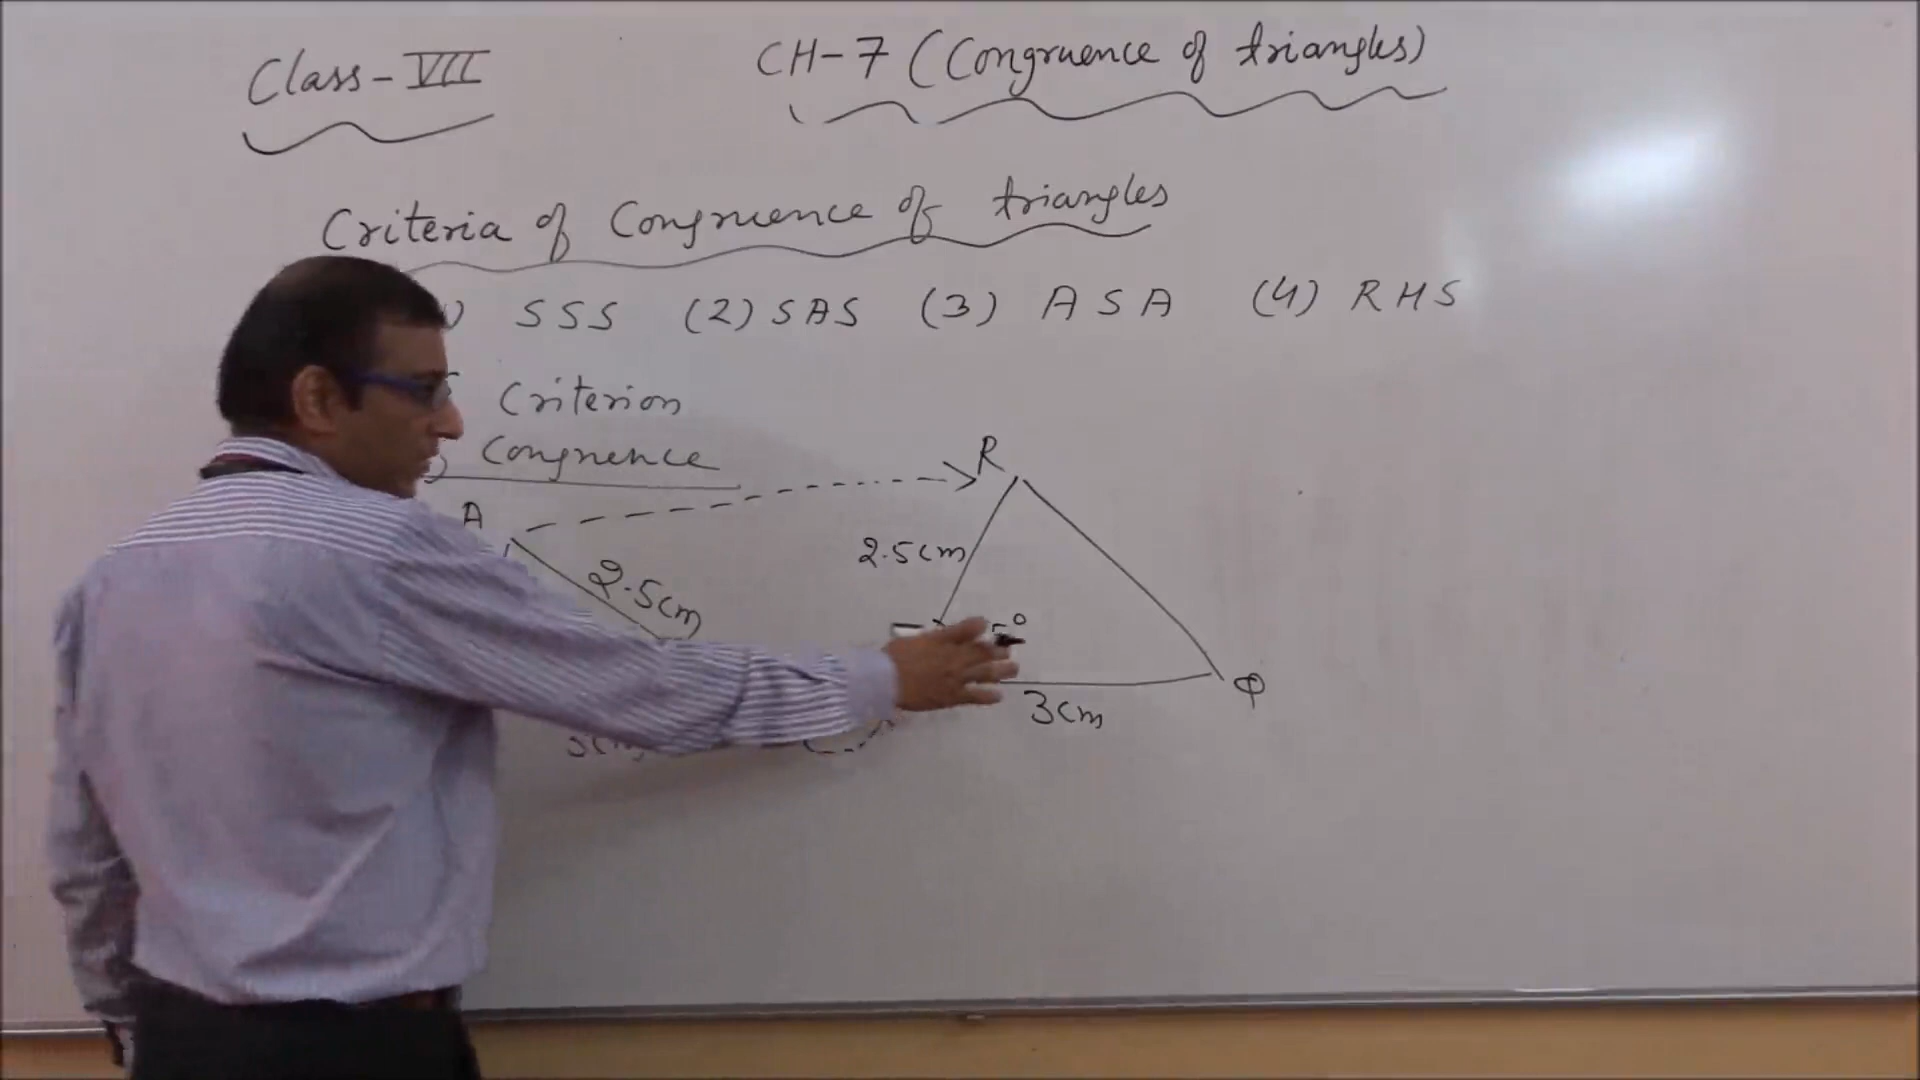 Class-VII
CH-7 (Congruence of triangles)
Criteria of Congruence of triangles
SSS (2) SAS (3) ASA (4) RHS
Criterion
Congruence
R
A
2.5cm
2.5cm
Q
3cm